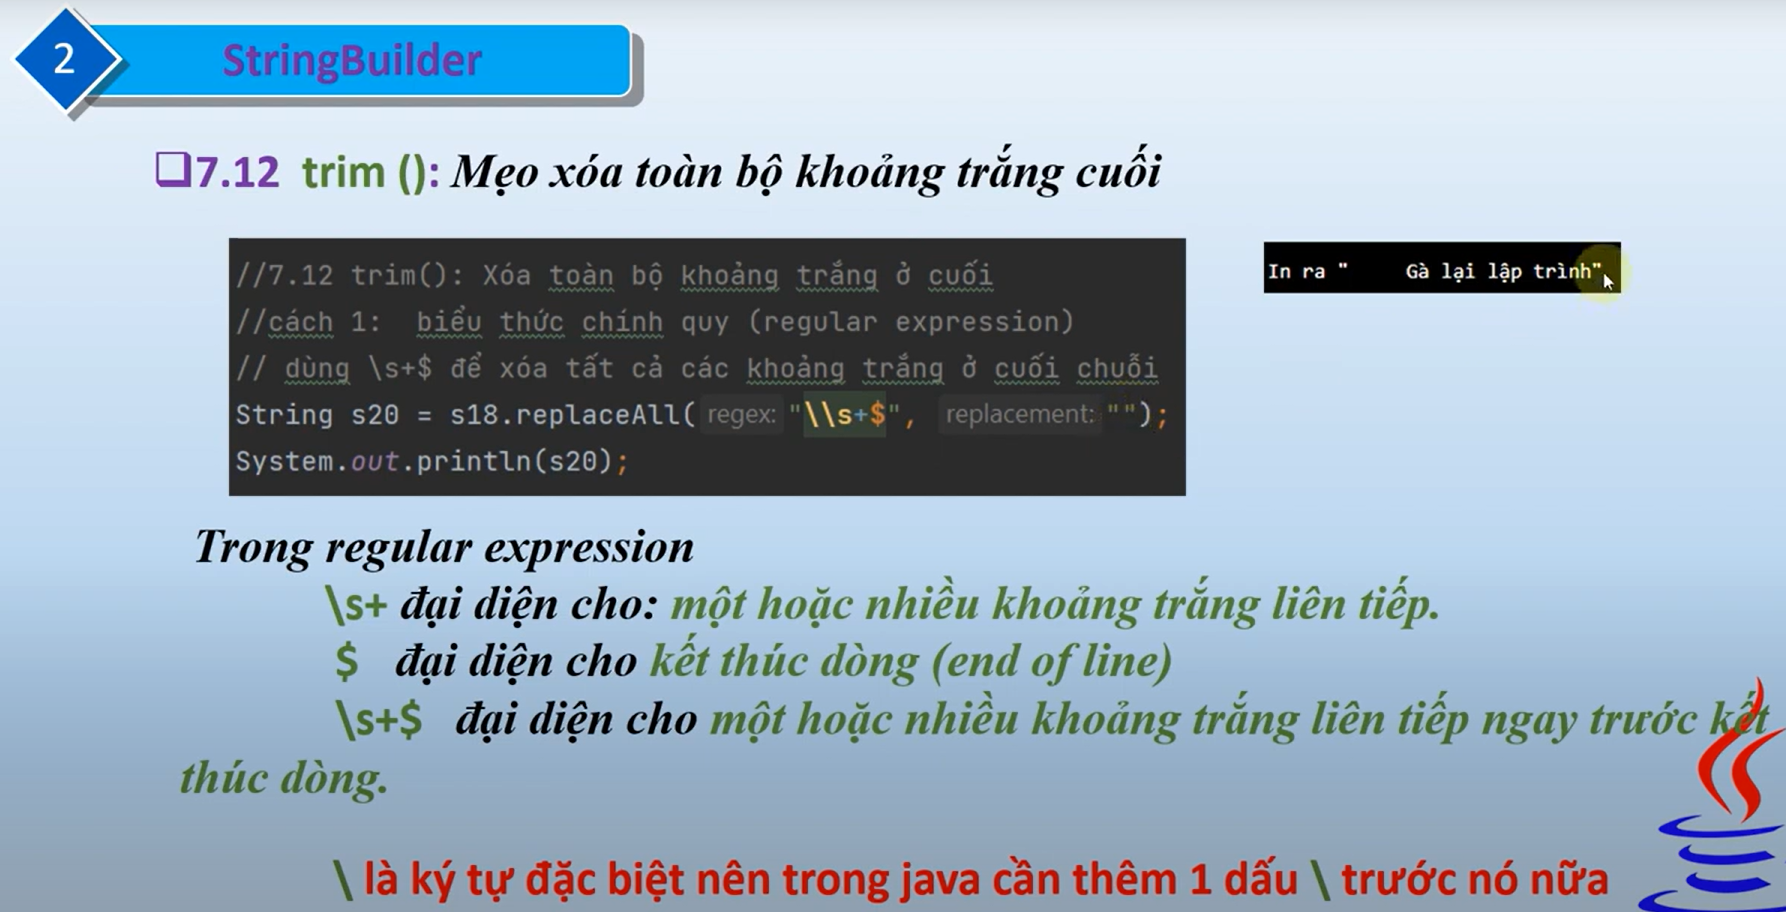 2
StringBuilder
❑7.12 trim (): Mẹo xóa toàn bộ khoảng trắng cuối
//7.12 trim(): Xóa toàn bộ khoảng trắng ở cuối
//cách 1: biểu thức chính quy (regular expression)
// dùng \s+$ để xóa tất cả các khoảng trắng ở cuối chuỗi
String s20 = s18.replaceAll( regex: "\\s+$", replacement: "");
System.out.println(s20);
In ra "     Gà lại lập trình"
Trong regular expression
\s+ đại diện cho: một hoặc nhiều khoảng trắng liên tiếp.
$ đại diện cho kết thúc dòng (end of line)
\s+$ đại diện cho một hoặc nhiều khoảng trắng liên tiếp ngay trước kết
thúc dòng.
\ là ký tự đặc biệt nên trong java cần thêm 1 dấu \ trước nó nữa